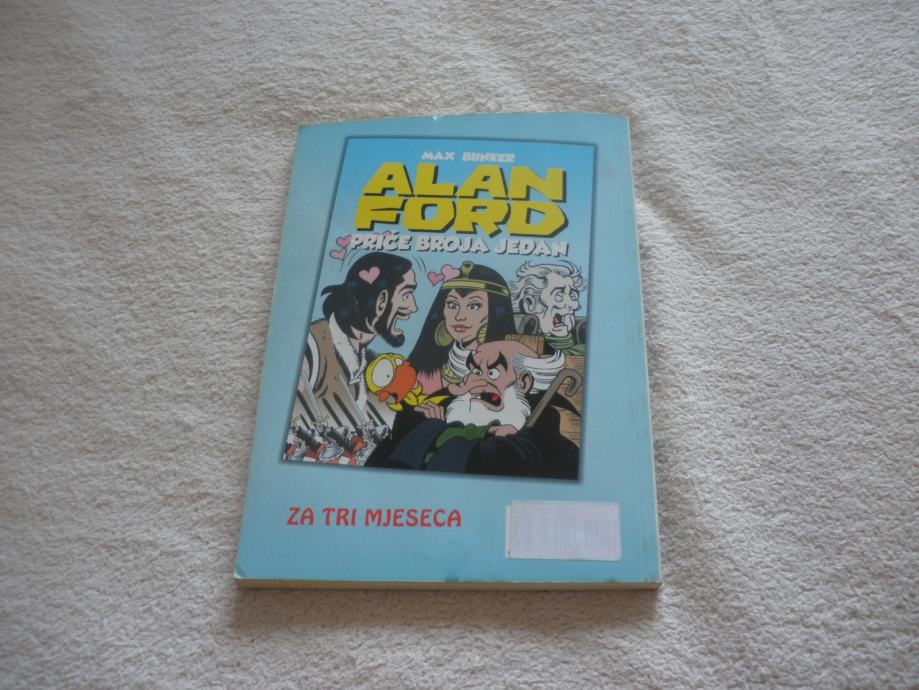 MAX BUNKER
ALAN
FORD
PRIČE BROJA JEDAN
ZA TRI MJESECA